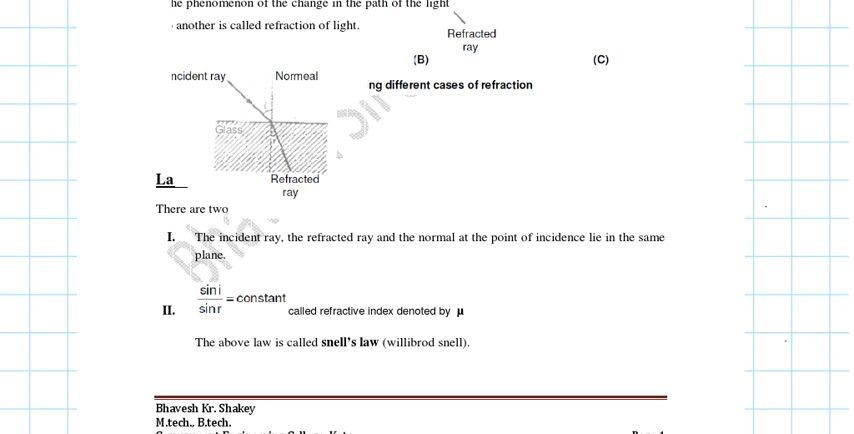 he phenomenon of the change in the path of the light
another is called refraction of light.
Refracted
ray
(B) (C)
ncident ray Normeal
ng different cases of refraction
Glass
La
Refracted
ray
There are two
I. The incident ray, the refracted ray and the normal at the point of incidence lie in the same
plane.
II. sin i / sin r = constant called refractive index denoted by μ
The above law is called snell's law (willibrod snell).
Bhavesh Kr. Shakey
M.tech., B.tech.